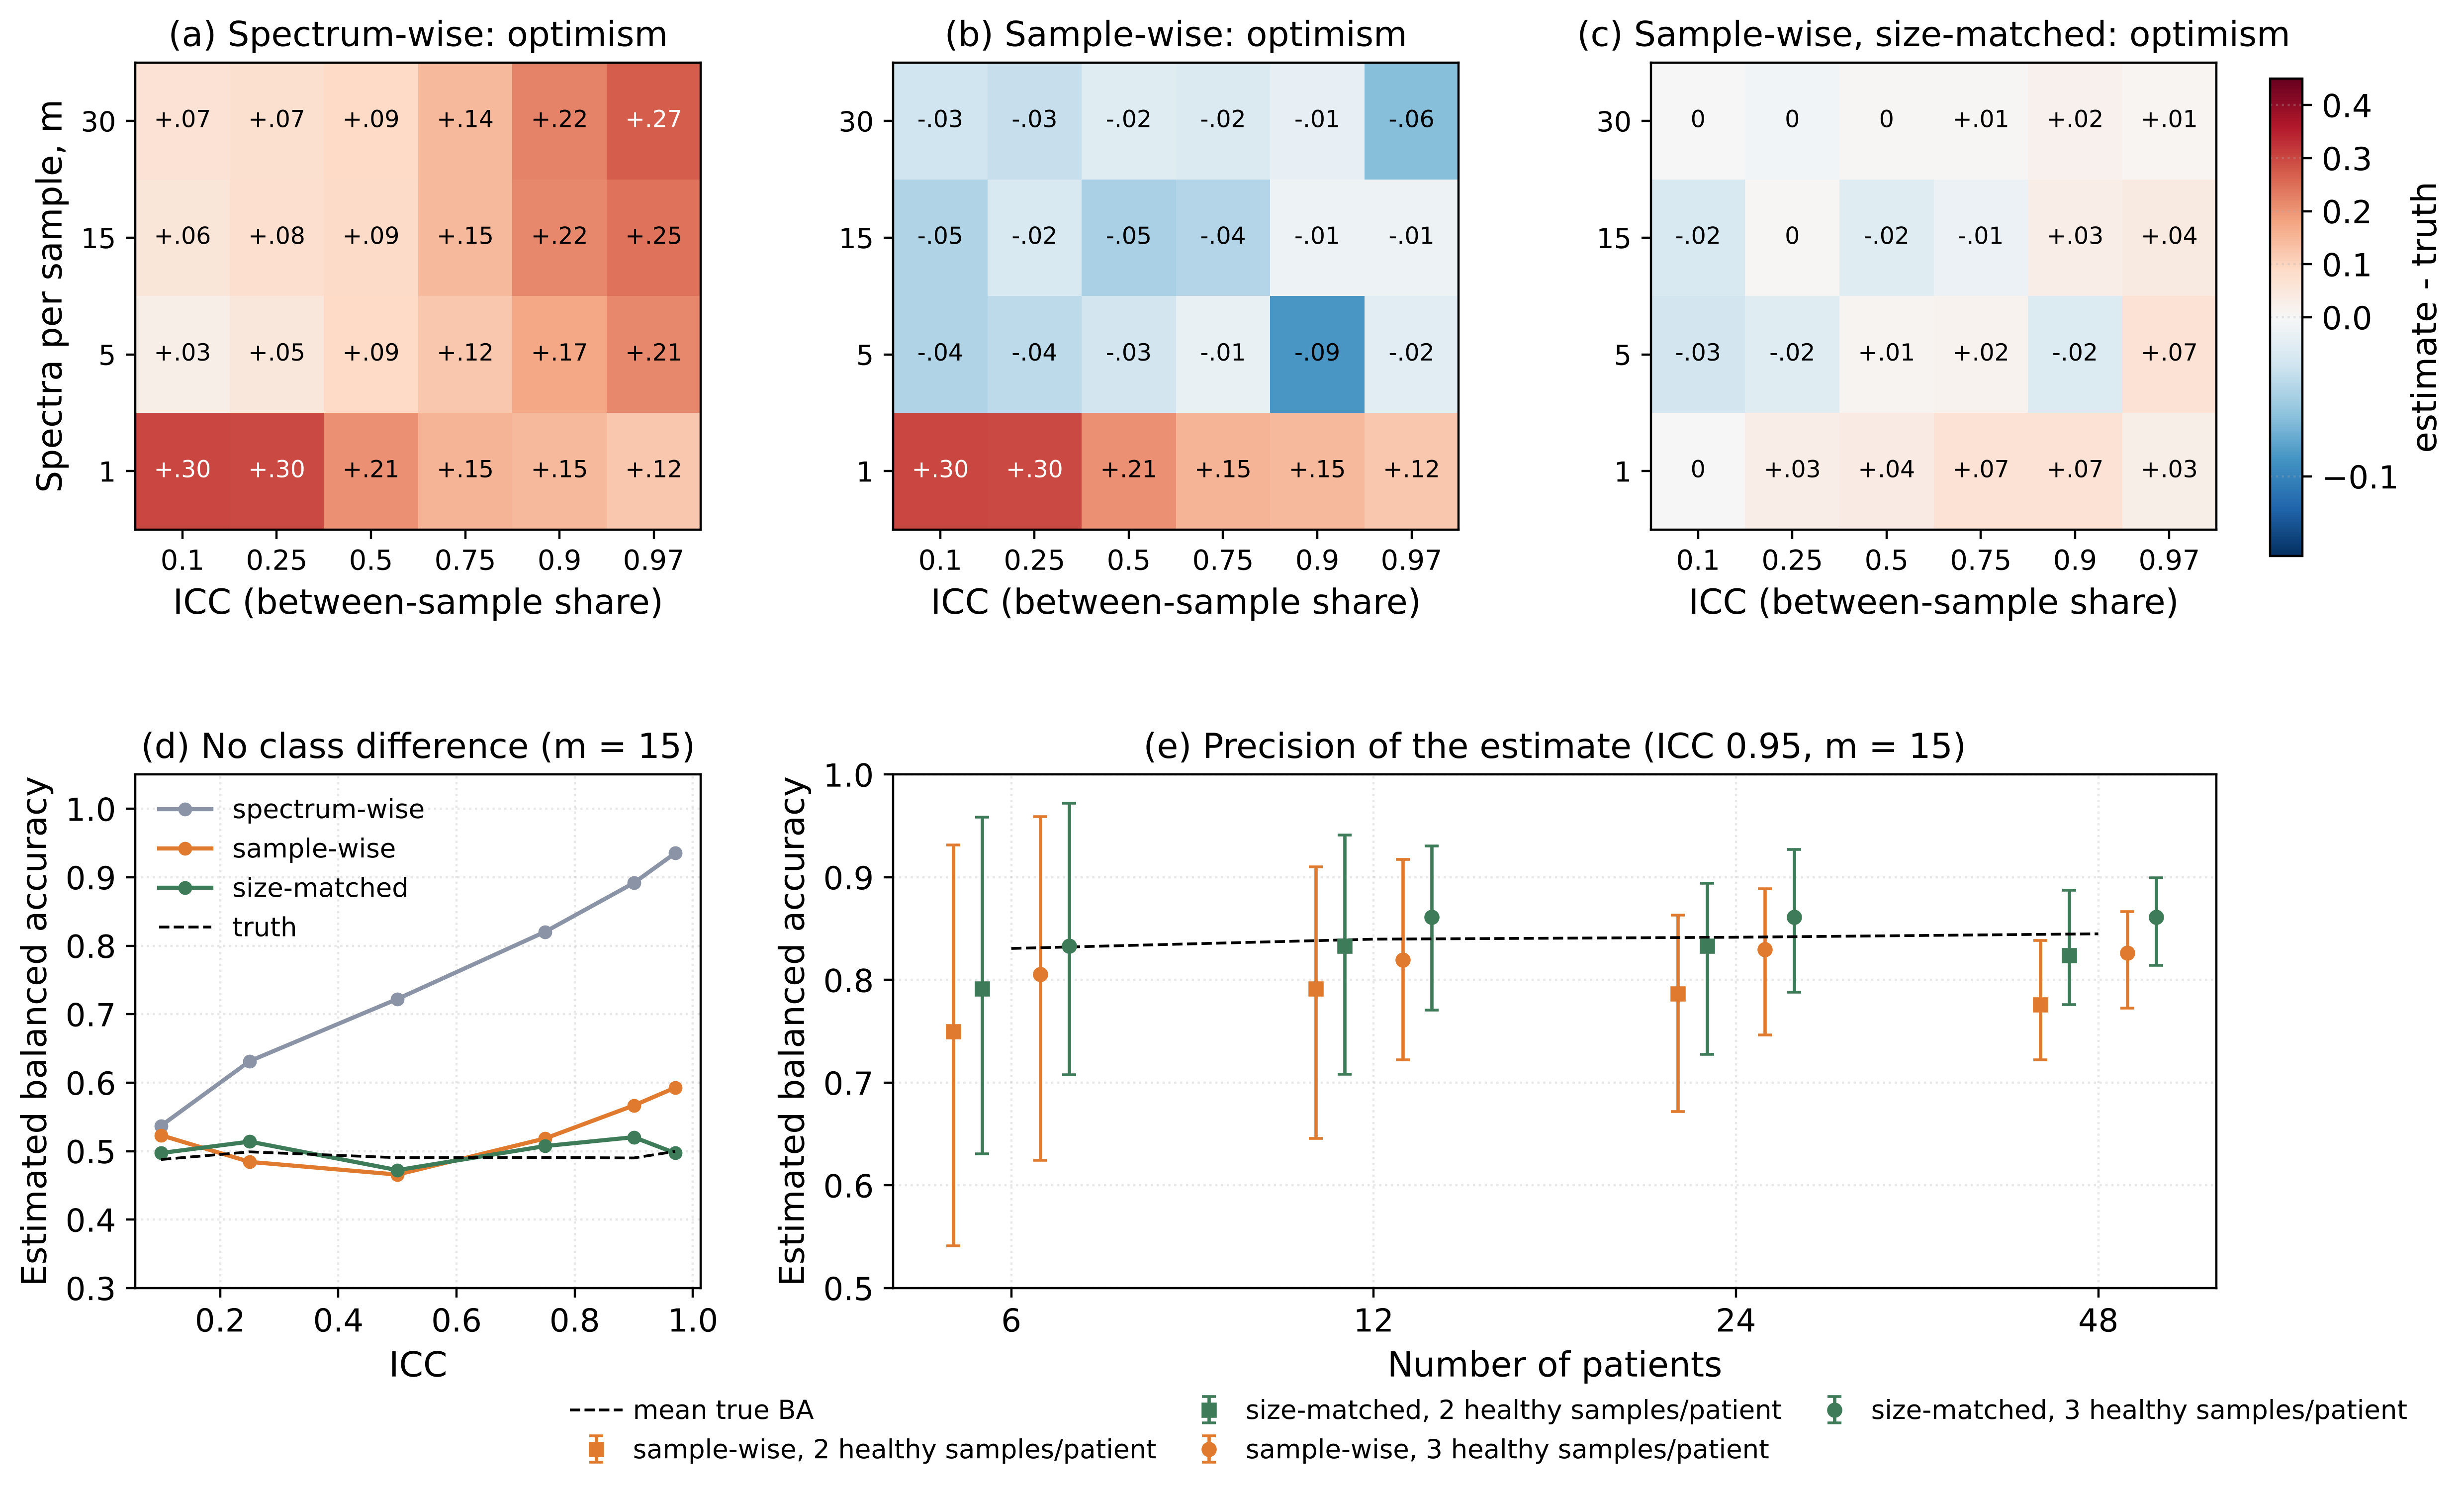 (a) Spectrum-wise: optimism
Spectra per sample, m
30
+.07 +.07 +.09 +.14 +.22 +.27
15
+.06 +.08 +.09 +.15 +.22 +.25
5
+.03 +.05 +.09 +.12 +.17 +.21
1
+.30 +.30 +.21 +.15 +.15 +.12
0.1 0.25 0.5 0.75 0.9 0.97
ICC (between-sample share)
(b) Sample-wise: optimism
30
-.03 -.03 -.02 -.02 -.01 -.06
15
-.05 -.02 -.05 -.04 -.01 -.01
5
-.04 -.04 -.03 -.01 -.09 -.02
1
+.30 +.30 +.21 +.15 +.15 +.12
0.1 0.25 0.5 0.75 0.9 0.97
ICC (between-sample share)
(c) Sample-wise, size-matched: optimism
30
0 0 0 +.01 +.02 +.01
15
-.02 0 -.02 -.01 +.03 +.04
5
-.03 -.02 +.01 +.02 -.02 +.07
1
0 +.03 +.04 +.07 +.07 +.03
0.1 0.25 0.5 0.75 0.9 0.97
ICC (between-sample share)
0.4
0.3
0.2
0.1
0.0
−0.1
estimate - truth
(d) No class difference (m = 15)
Estimated balanced accuracy
1.0
0.9
0.8
0.7
0.6
0.5
0.4
0.3
spectrum-wise
sample-wise
size-matched
truth
0.2 0.4 0.6 0.8 1.0
ICC
(e) Precision of the estimate (ICC 0.95, m = 15)
Estimated balanced accuracy
1.0
0.9
0.8
0.7
0.6
0.5
6 12 24 48
Number of patients
mean true BA
sample-wise, 2 healthy samples/patient
size-matched, 2 healthy samples/patient
sample-wise, 3 healthy samples/patient
size-matched, 3 healthy samples/patient